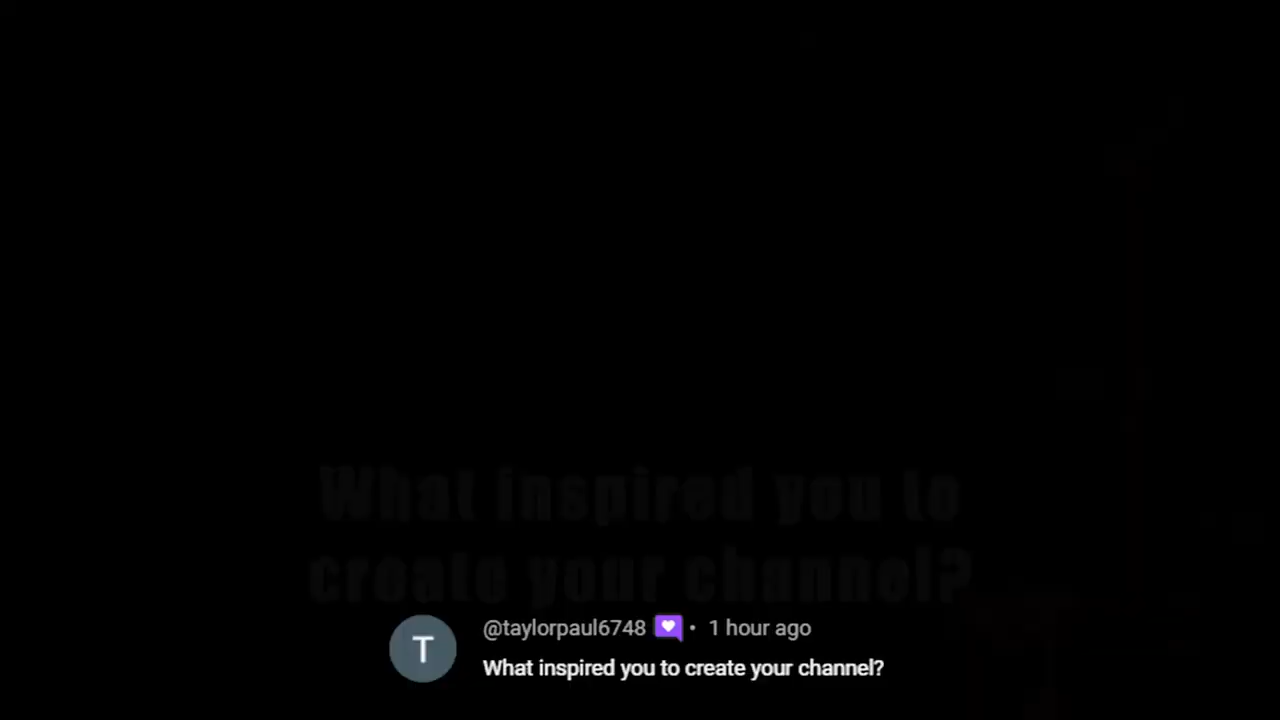 What inspired you to
create your channel?
@taylorpaul6748 • 1 hour ago
T
What inspired you to create your channel?